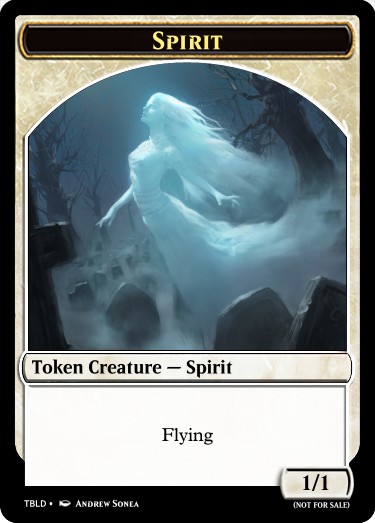 Spirit
Token Creature — Spirit
Flying
1/1
TBLD • Andrew Sonea
(NOT FOR SALE)